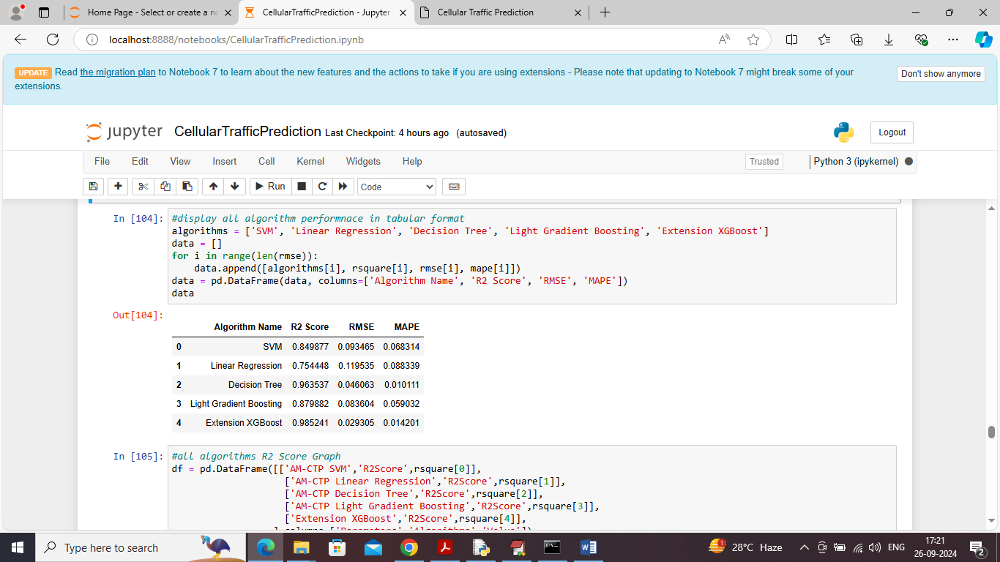 Home Page - Select or create a no
CellularTrafficPrediction - Jupyter
Cellular Traffic Prediction
localhost:8888/notebooks/CellularTrafficPrediction.ipynb
UPDATE Read the migration plan to Notebook 7 to learn about the new features and the actions to take if you are using extensions - Please note that updating to Notebook 7 might break some of your
extensions.
Don't show anymore
jupyter CellularTrafficPrediction Last Checkpoint: 4 hours ago (autosaved)
Logout
File Edit View Insert Cell Kernel Widgets Help
Trusted
Python 3 (ipykernel)
Run
Code
In [104]: #display all algorithm performnace in tabular format
algorithms = ['SVM', 'Linear Regression', 'Decision Tree', 'Light Gradient Boosting', 'Extension XGBoost']
data = []
for i in range(len(rmse)):
data.append([algorithms[i], rsquare[i], rmse[i], mape[i]])
data = pd.DataFrame(data, columns=['Algorithm Name', 'R2 Score', 'RMSE', 'MAPE'])
data
Out[104]:
Algorithm Name R2 Score RMSE MAPE
0 SVM 0.849877 0.093465 0.068314
1 Linear Regression 0.754448 0.119535 0.088339
2 Decision Tree 0.963537 0.046063 0.010111
3 Light Gradient Boosting 0.879882 0.083604 0.059032
4 Extension XGBoost 0.985241 0.029305 0.014201
In [105]: #all algorithms R2 Score Graph
df = pd.DataFrame([['AM-CTP SVM','R2Score',rsquare[0]],
['AM-CTP Linear Regression','R2Score',rsquare[1]],
['AM-CTP Decision Tree','R2Score',rsquare[2]],
['AM-CTP Light Gradient Boosting','R2Score',rsquare[3]],
['Extension XGBoost','R2Score',rsquare[4]],
],columns=['Parameters','Algorithms','Value'])
Type here to search
1
28°C Haze
ENG
17:21
26-09-2024
2